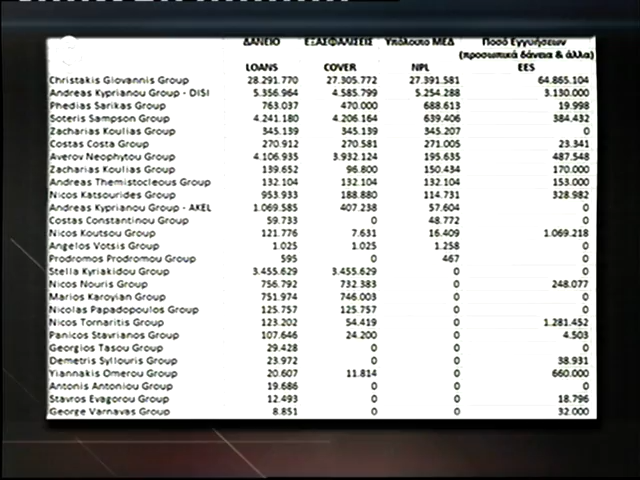 ΔΑΝΕΙΟ ΕΞΑΣΦΑΛΙΣΕΙΣ Υπόλοιπο ΜΕΔ Ποσό Εγγυήσεων
(προσωπικά δάνεια & άλλα)
LOANS COVER NPL EES
Christakis Giovannis Group 28.291.770 27.305.772 27.391.581 64.865.104
Andreas Kyprianou Group - DISI 5.356.964 4.585.799 5.254.288 3.130.000
Phedias Sarikas Group 763.037 470.000 688.613 19.998
Soteris Sampson Group 4.241.180 4.206.164 639.406 384.432
Zacharias Koulias Group 345.139 345.139 345.207 0
Costas Costa Group 270.912 270.581 271.005 23.341
Averov Neophytou Group 4.106.935 3.932.124 195.635 487.548
Zacharias Koulias Group 139.652 96.800 150.434 170.000
Andreas Themistocleous Group 132.104 132.104 132.104 153.000
Nicos Katsourides Group 953.933 188.880 114.731 328.982
Andreas Kyprianou Group - AKEL 1.069.585 407.238 57.604 0
Costas Constantinou Group 59.733 0 48.772 0
Nicos Koutsou Group 121.776 7.631 16.409 1.069.218
Angelos Votsis Group 1.025 1.025 1.258 0
Prodromos Prodromou Group 595 0 467 0
Stella Kyriakidou Group 3.455.629 3.455.629 0 0
Nicos Nouris Group 756.792 732.383 0 248.077
Marios Karoyian Group 751.974 746.003 0 0
Nicolas Papadopoulos Group 125.757 125.757 0 0
Nicos Tornaritis Group 123.202 54.419 0 1.281.452
Panicos Stavrianos Group 107.646 24.200 0 4.503
Georgios Tasou Group 29.428 0 0 0
Demetris Syllouris Group 23.972 0 0 38.931
Yiannakis Omerou Group 20.607 11.814 0 660.000
Antonis Antoniou Group 19.686 0 0 0
Stavros Evagorou Group 12.493 0 0 18.796
George Varnavas Group 8.851 0 0 32.000